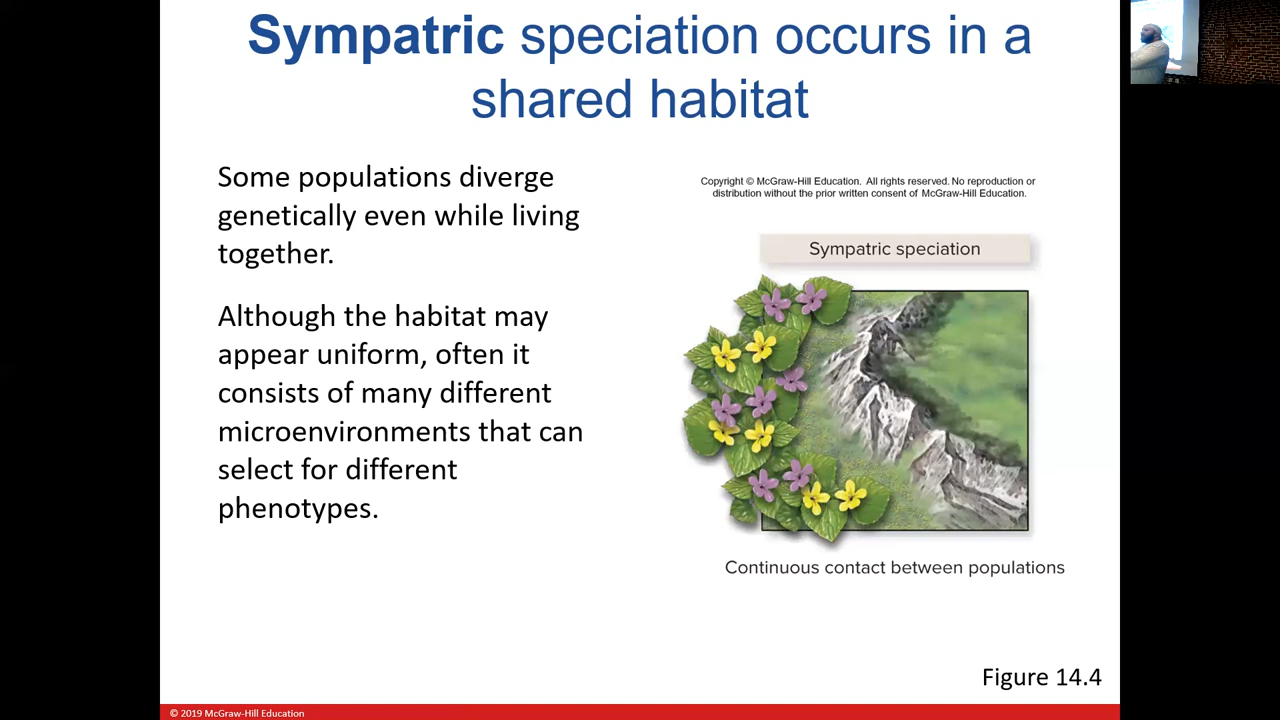 Sympatric speciation occurs in a
shared habitat
Some populations diverge
genetically even while living
together.
Although the habitat may
appear uniform, often it
consists of many different
microenvironments that can
select for different
phenotypes.
Copyright © McGraw-Hill Education. All rights reserved. No reproduction or
distribution without the prior written consent of McGraw-Hill Education.
Sympatric speciation
Continuous contact between populations
Figure 14.4
© 2019 McGraw-Hill Education